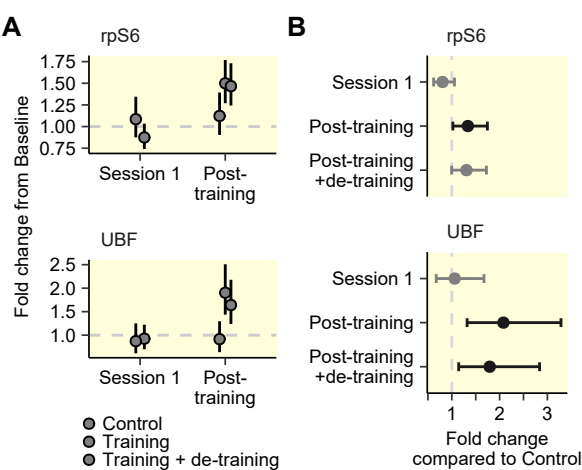 A
B
rpS6
1.75
1.50
1.25
1.00
0.75
Session 1
Post-
training
UBF
2.5
2.0
1.5
1.0
Session 1
Post-
training
Fold change from Baseline
Control
Training
Training + de-training
rpS6
Session 1
Post-training
Post-training
+de-training
UBF
Session 1
Post-training
Post-training
+de-training
1 2 3
Fold change
compared to Control